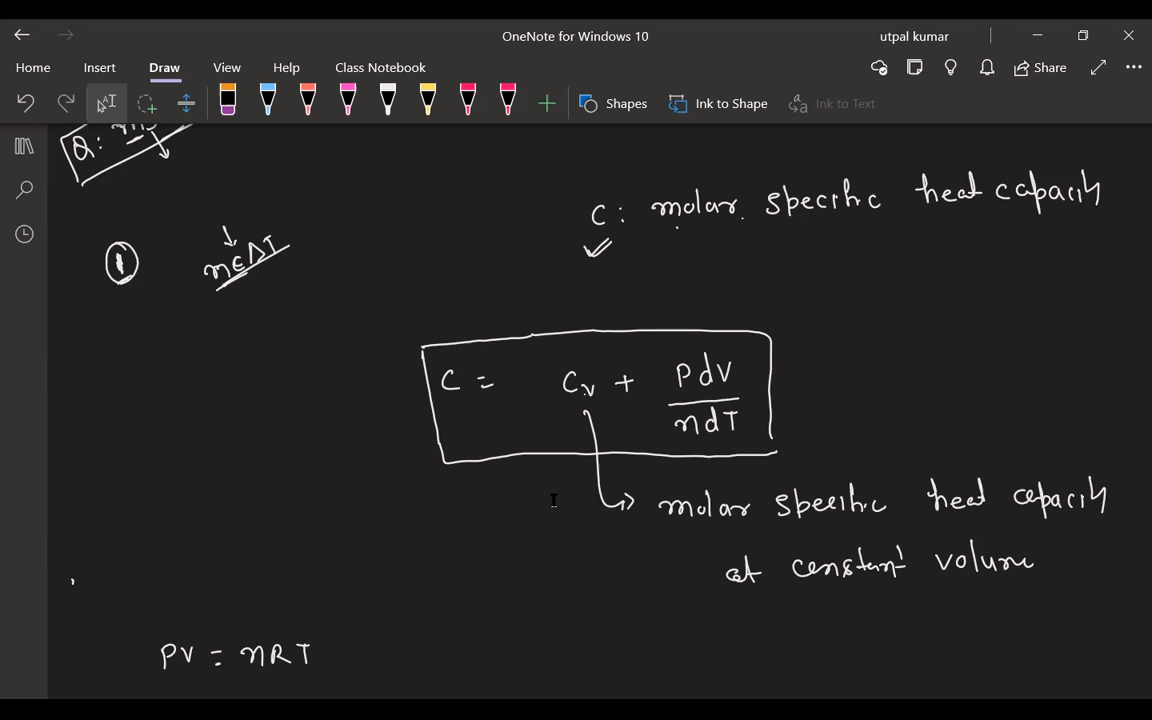 OneNote for Windows 10
utpal kumar
Home Insert Draw View Help Class Notebook
Share
Shapes Ink to Shape Ink to Text
Q:
C: molar specific heat capacity
1 nCΔT
C = Cv + PdV / ndT
molar specific heat capacity
at constant volume
PV = nRT